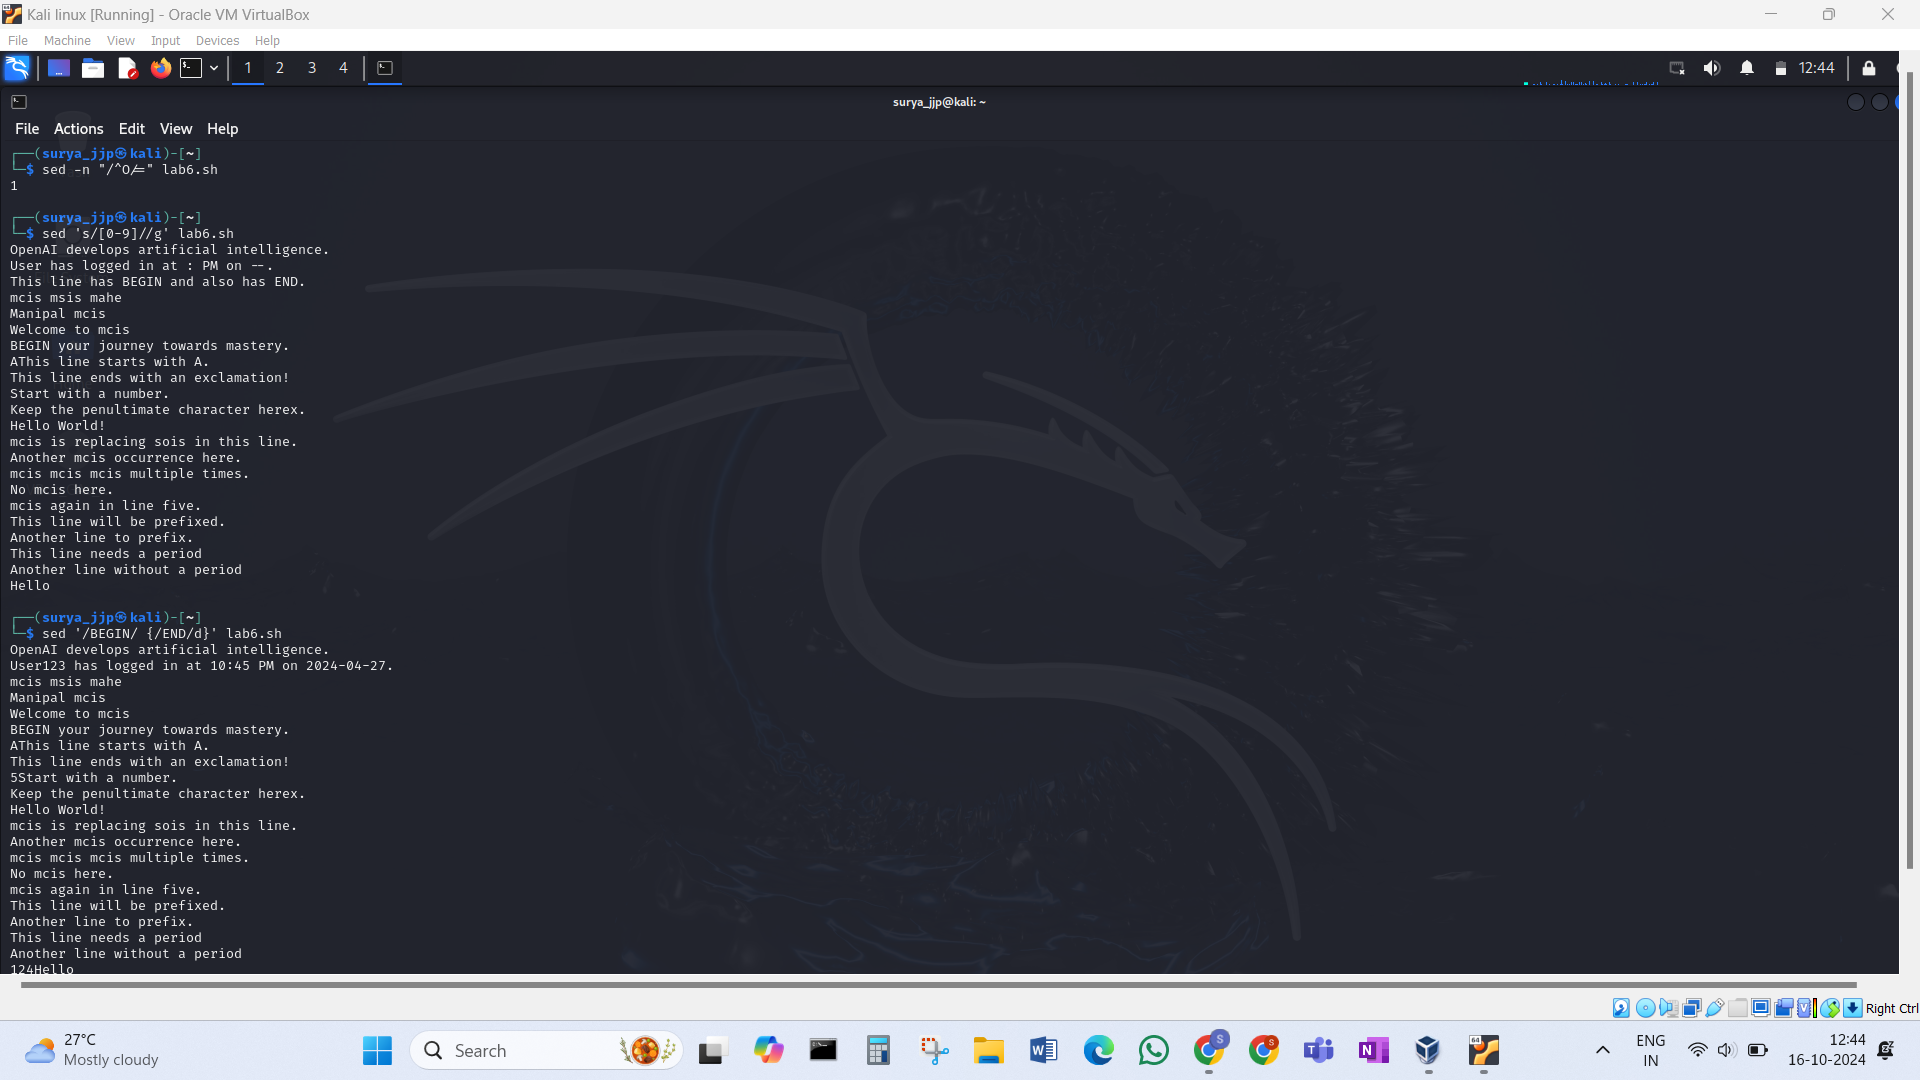 Kali linux [Running] - Oracle VM VirtualBox
File Machine View Input Devices Help
1 2 3 4
12:44
surya_jjp@kali: ~
File Actions Edit View Help
┌──(surya_jjp㉿kali)-[~]
└─$ sed -n "/^O/=" lab6.sh
1
┌──(surya_jjp㉿kali)-[~]
└─$ sed 's/[0-9]//g' lab6.sh
OpenAI develops artificial intelligence.
User has logged in at : PM on --.
This line has BEGIN and also has END.
mcis msis mahe
Manipal mcis
Welcome to mcis
BEGIN your journey towards mastery.
AThis line starts with A.
This line ends with an exclamation!
Start with a number.
Keep the penultimate character herex.
Hello World!
mcis is replacing sois in this line.
Another mcis occurrence here.
mcis mcis mcis multiple times.
No mcis here.
mcis again in line five.
This line will be prefixed.
Another line to prefix.
This line needs a period
Another line without a period
Hello
┌──(surya_jjp㉿kali)-[~]
└─$ sed '/BEGIN/ {/END/d}' lab6.sh
OpenAI develops artificial intelligence.
User123 has logged in at 10:45 PM on 2024-04-27.
mcis msis mahe
Manipal mcis
Welcome to mcis
BEGIN your journey towards mastery.
AThis line starts with A.
This line ends with an exclamation!
5Start with a number.
Keep the penultimate character herex.
Hello World!
mcis is replacing sois in this line.
Another mcis occurrence here.
mcis mcis mcis multiple times.
No mcis here.
mcis again in line five.
This line will be prefixed.
Another line to prefix.
This line needs a period
Another line without a period
124Hello
Right Ctrl
27°C
Mostly cloudy
Search
ENG
IN
12:44
16-10-2024